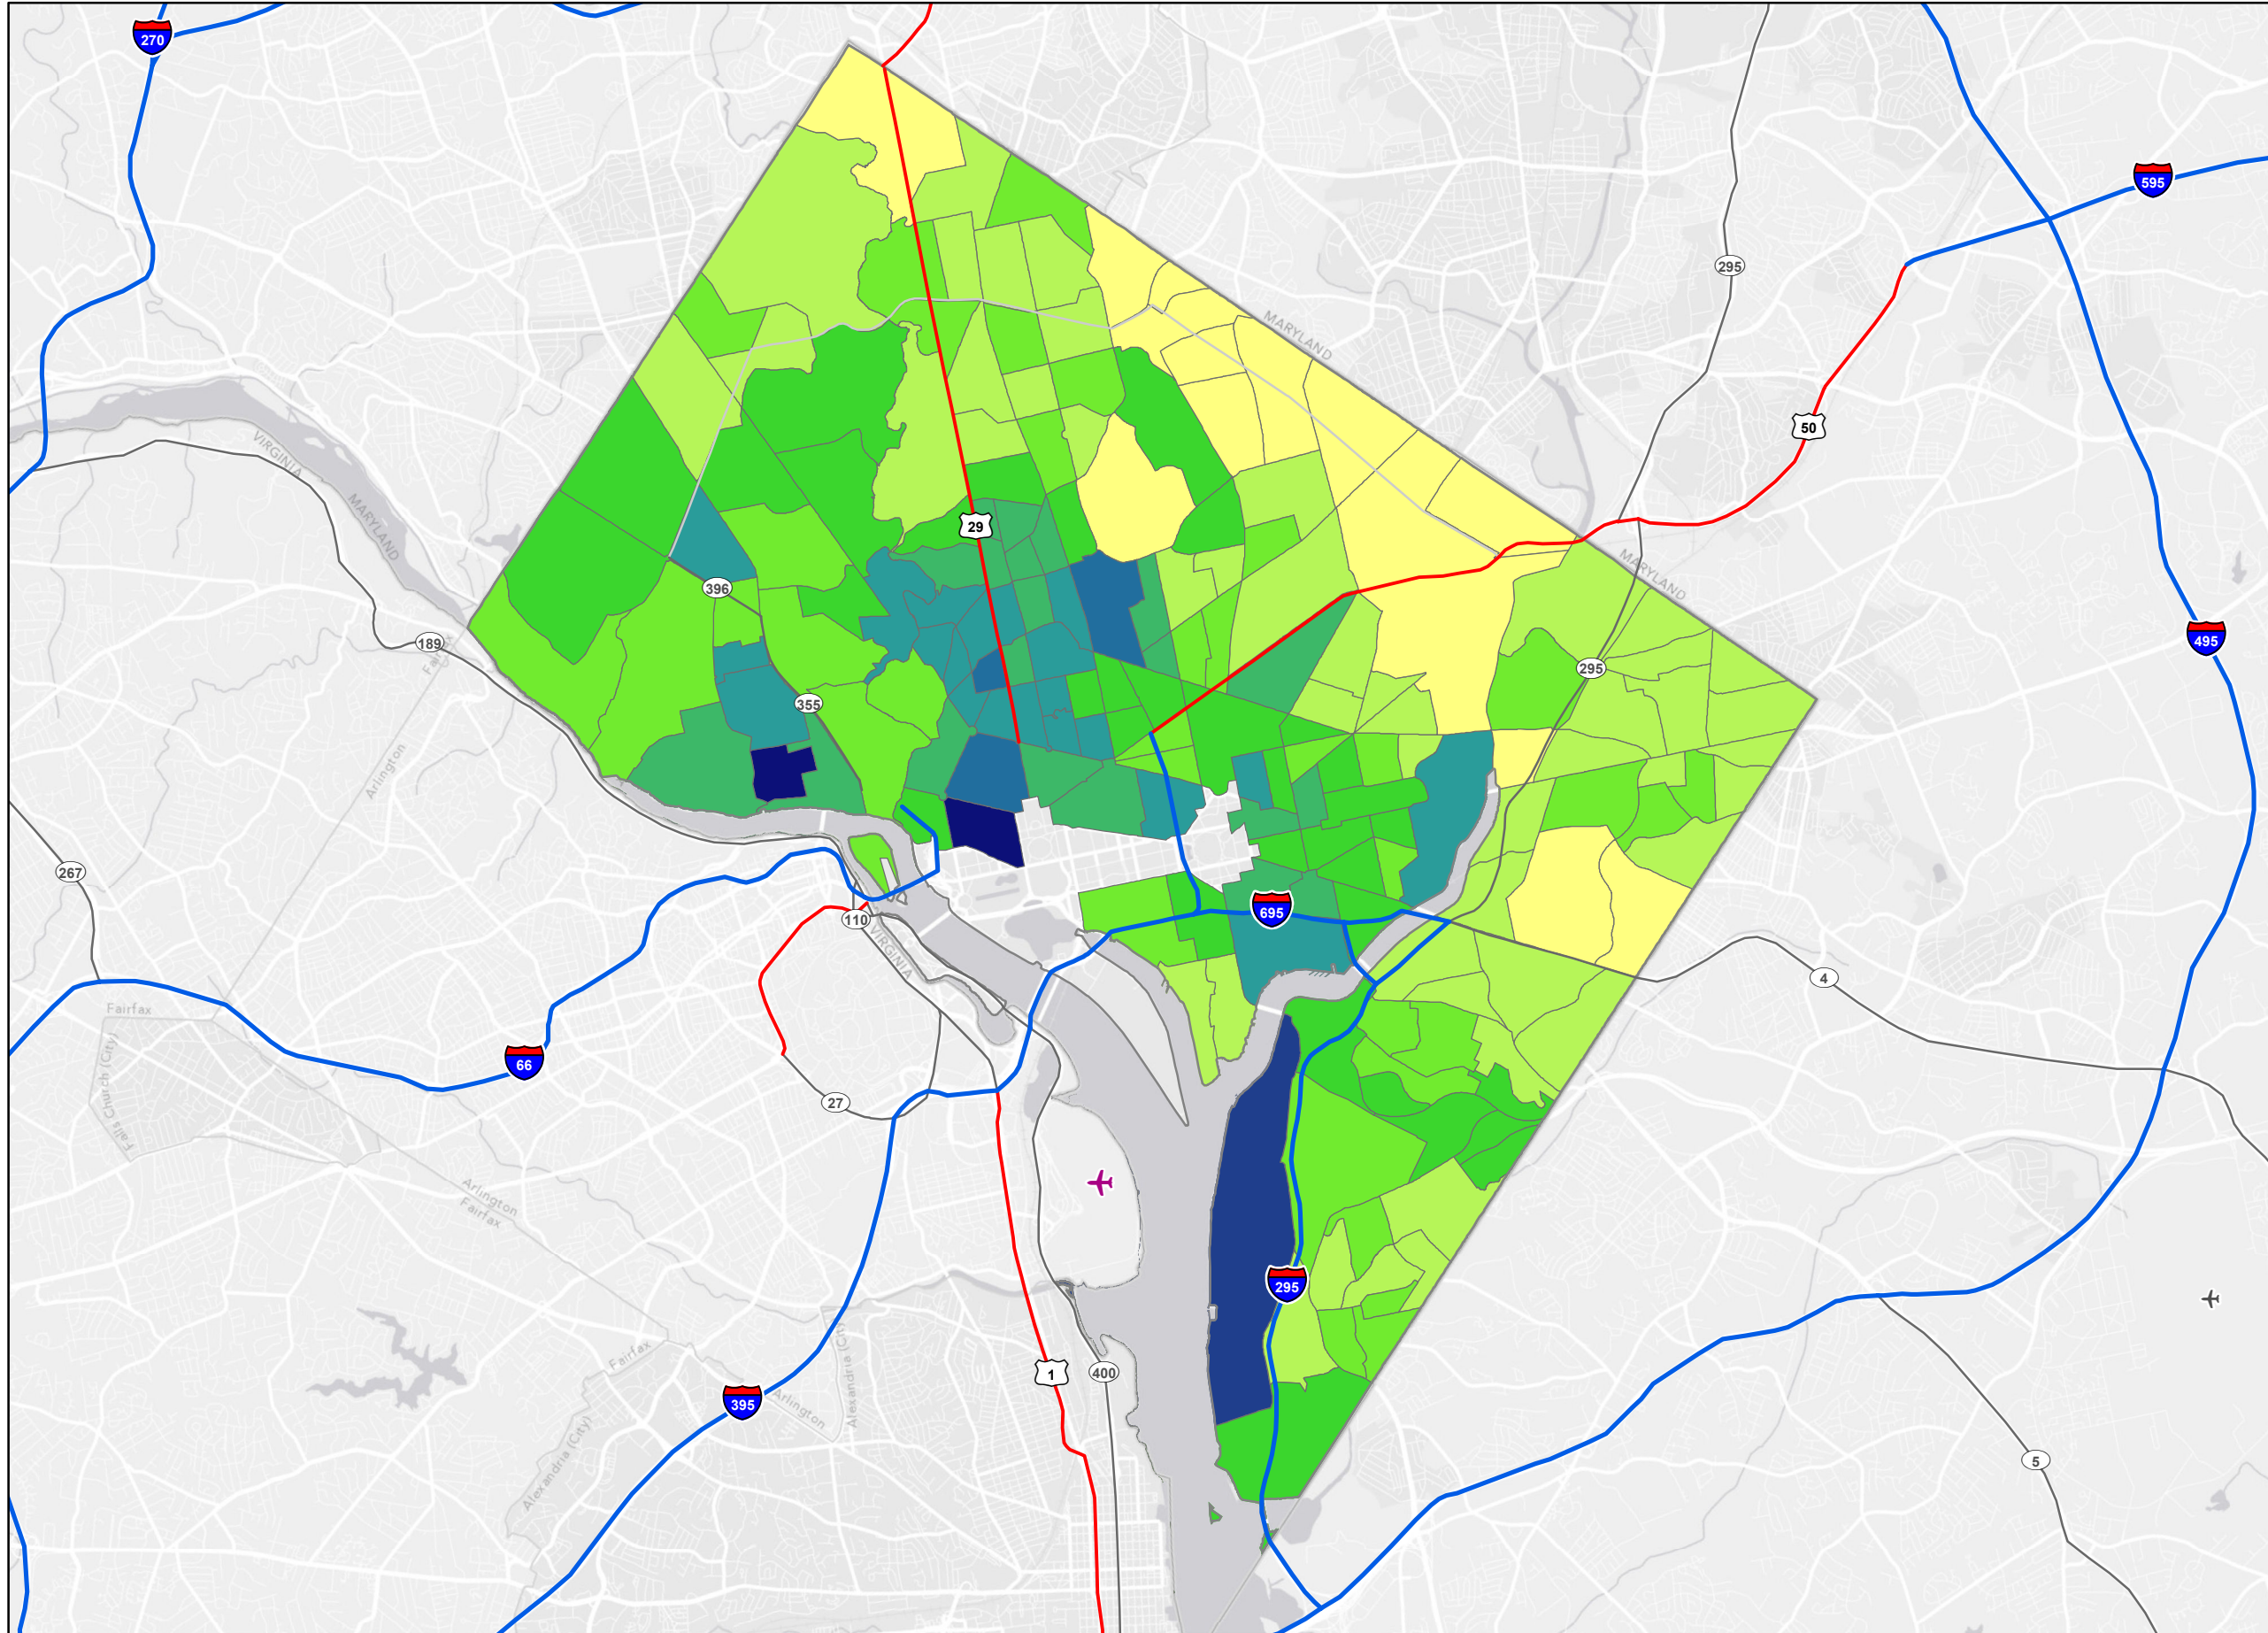 270
595
295
MARYLAND
50
VIRGINIA
MARYLAND
29
MARYLAND
396
189
295
495
355
Arlington
267
695
110
VIRGINIA
4
Fairfax
Falls Church (City)
66
27
Arlington
Fairfax
295
Fairfax
Alexandria (City)
1
400
395
Arlington
Alexandria (City)
5